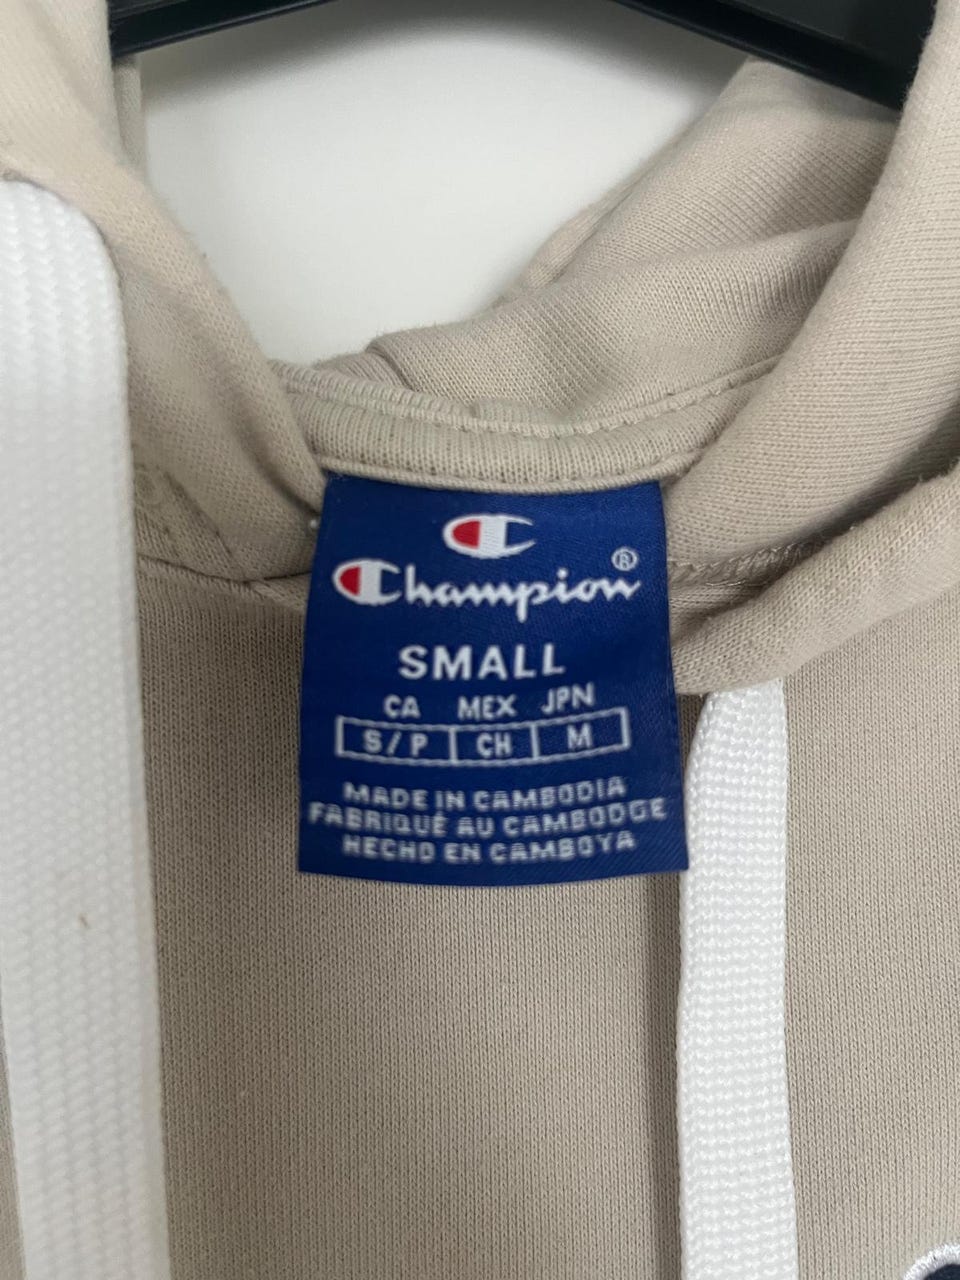 Champion®
SMALL
CA MEX JPN
S/P CH M
MADE IN CAMBODIA
FABRIQUÉ AU CAMBODGE
HECHO EN CAMBOYA